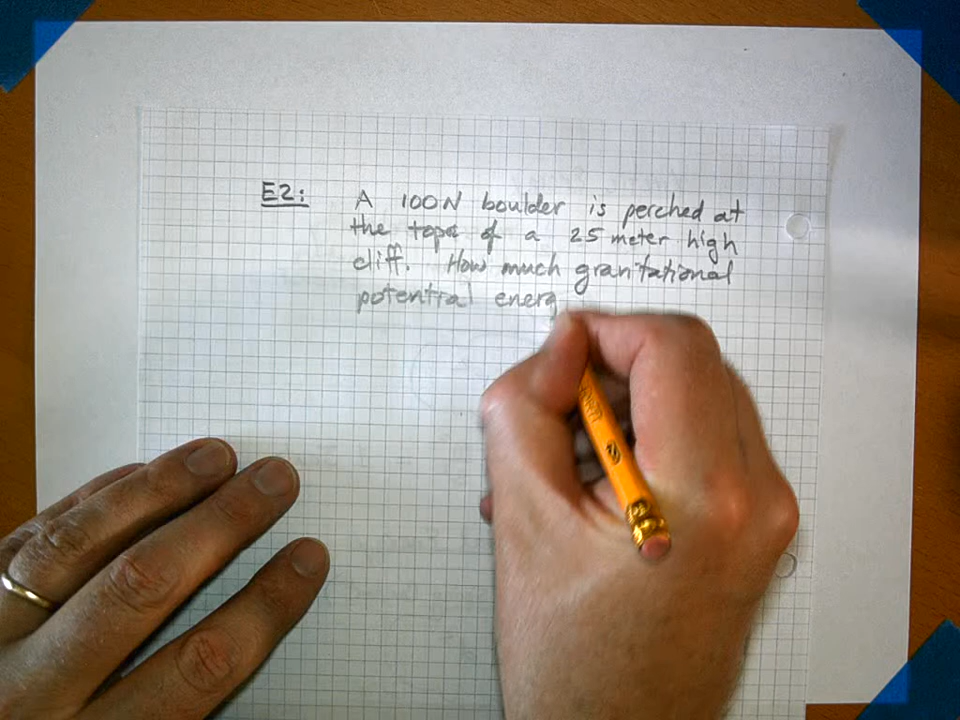 E2: A 100N boulder is perched at
the top of a 25 meter high
cliff. How much gravitational
potential energ